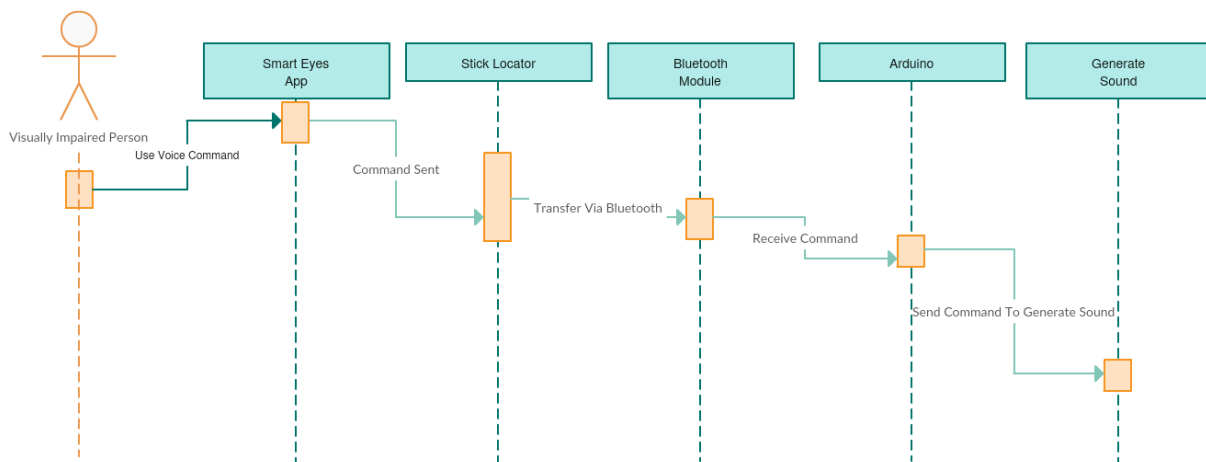 Smart Eyes
App
Stick Locator
Bluetooth
Module
Arduino
Generate
Sound
Visually Impaired Person
Use Voice Command
Command Sent
Transfer Via Bluetooth
Receive Command
Send Command To Generate Sound